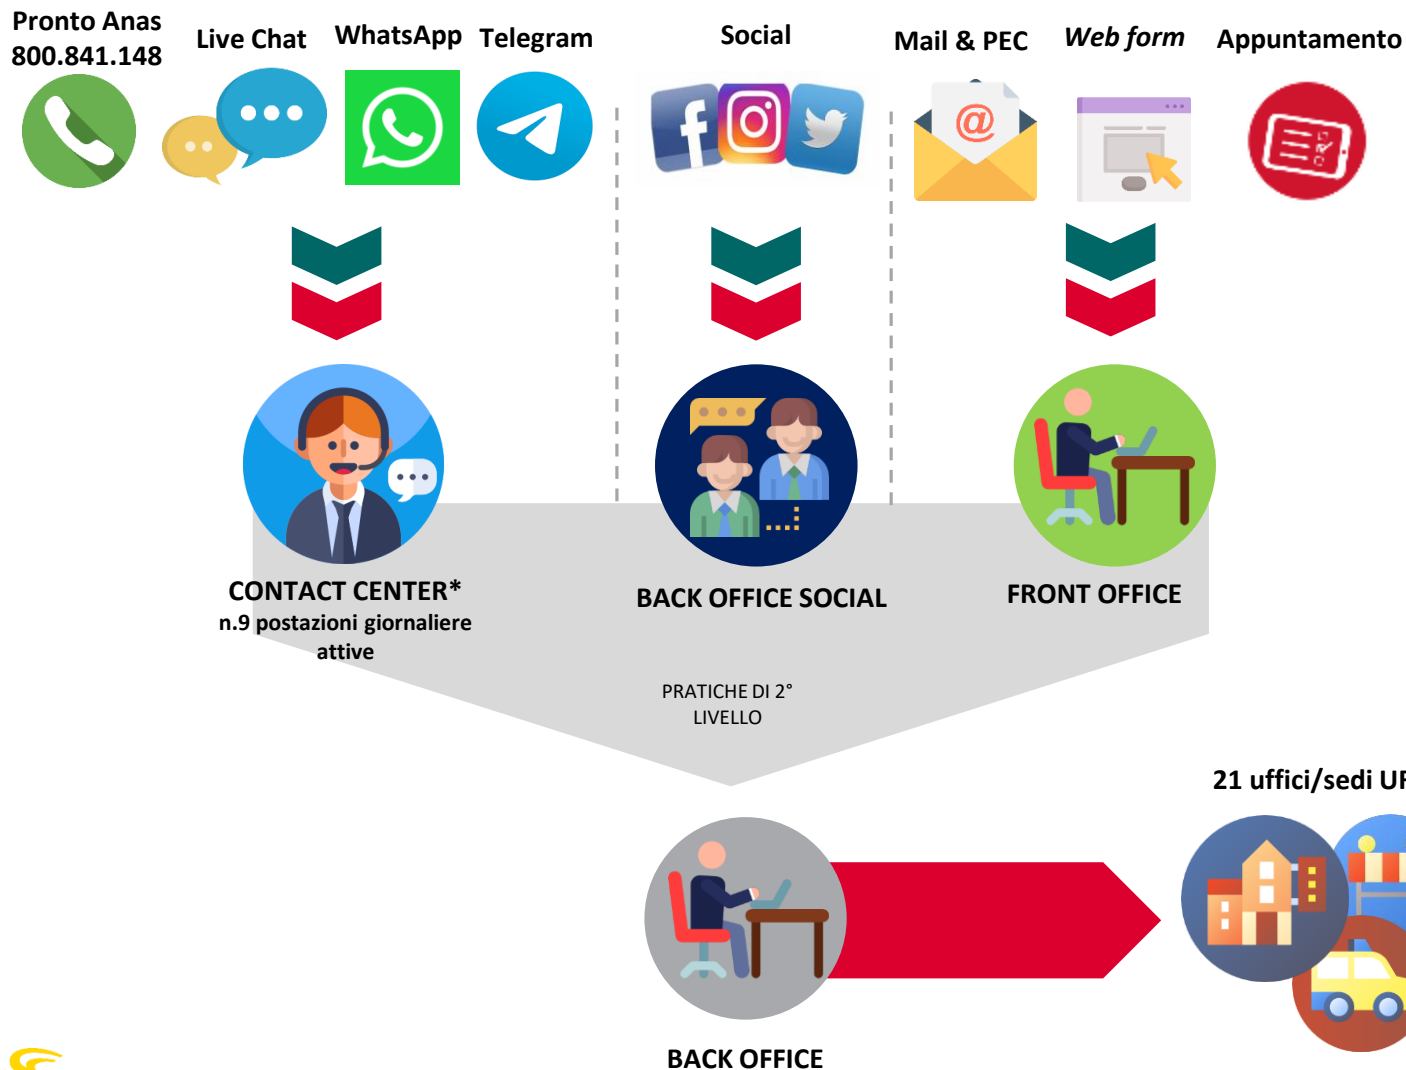 Pronto Anas
800.841.148
Live Chat
WhatsApp
Telegram
Social
Mail & PEC
Web form
Appuntamento
CONTACT CENTER*
n.9 postazioni giornaliere
attive
BACK OFFICE SOCIAL
FRONT OFFICE
PRATICHE DI 2°
LIVELLO
21 uffici/sedi
BACK OFFICE